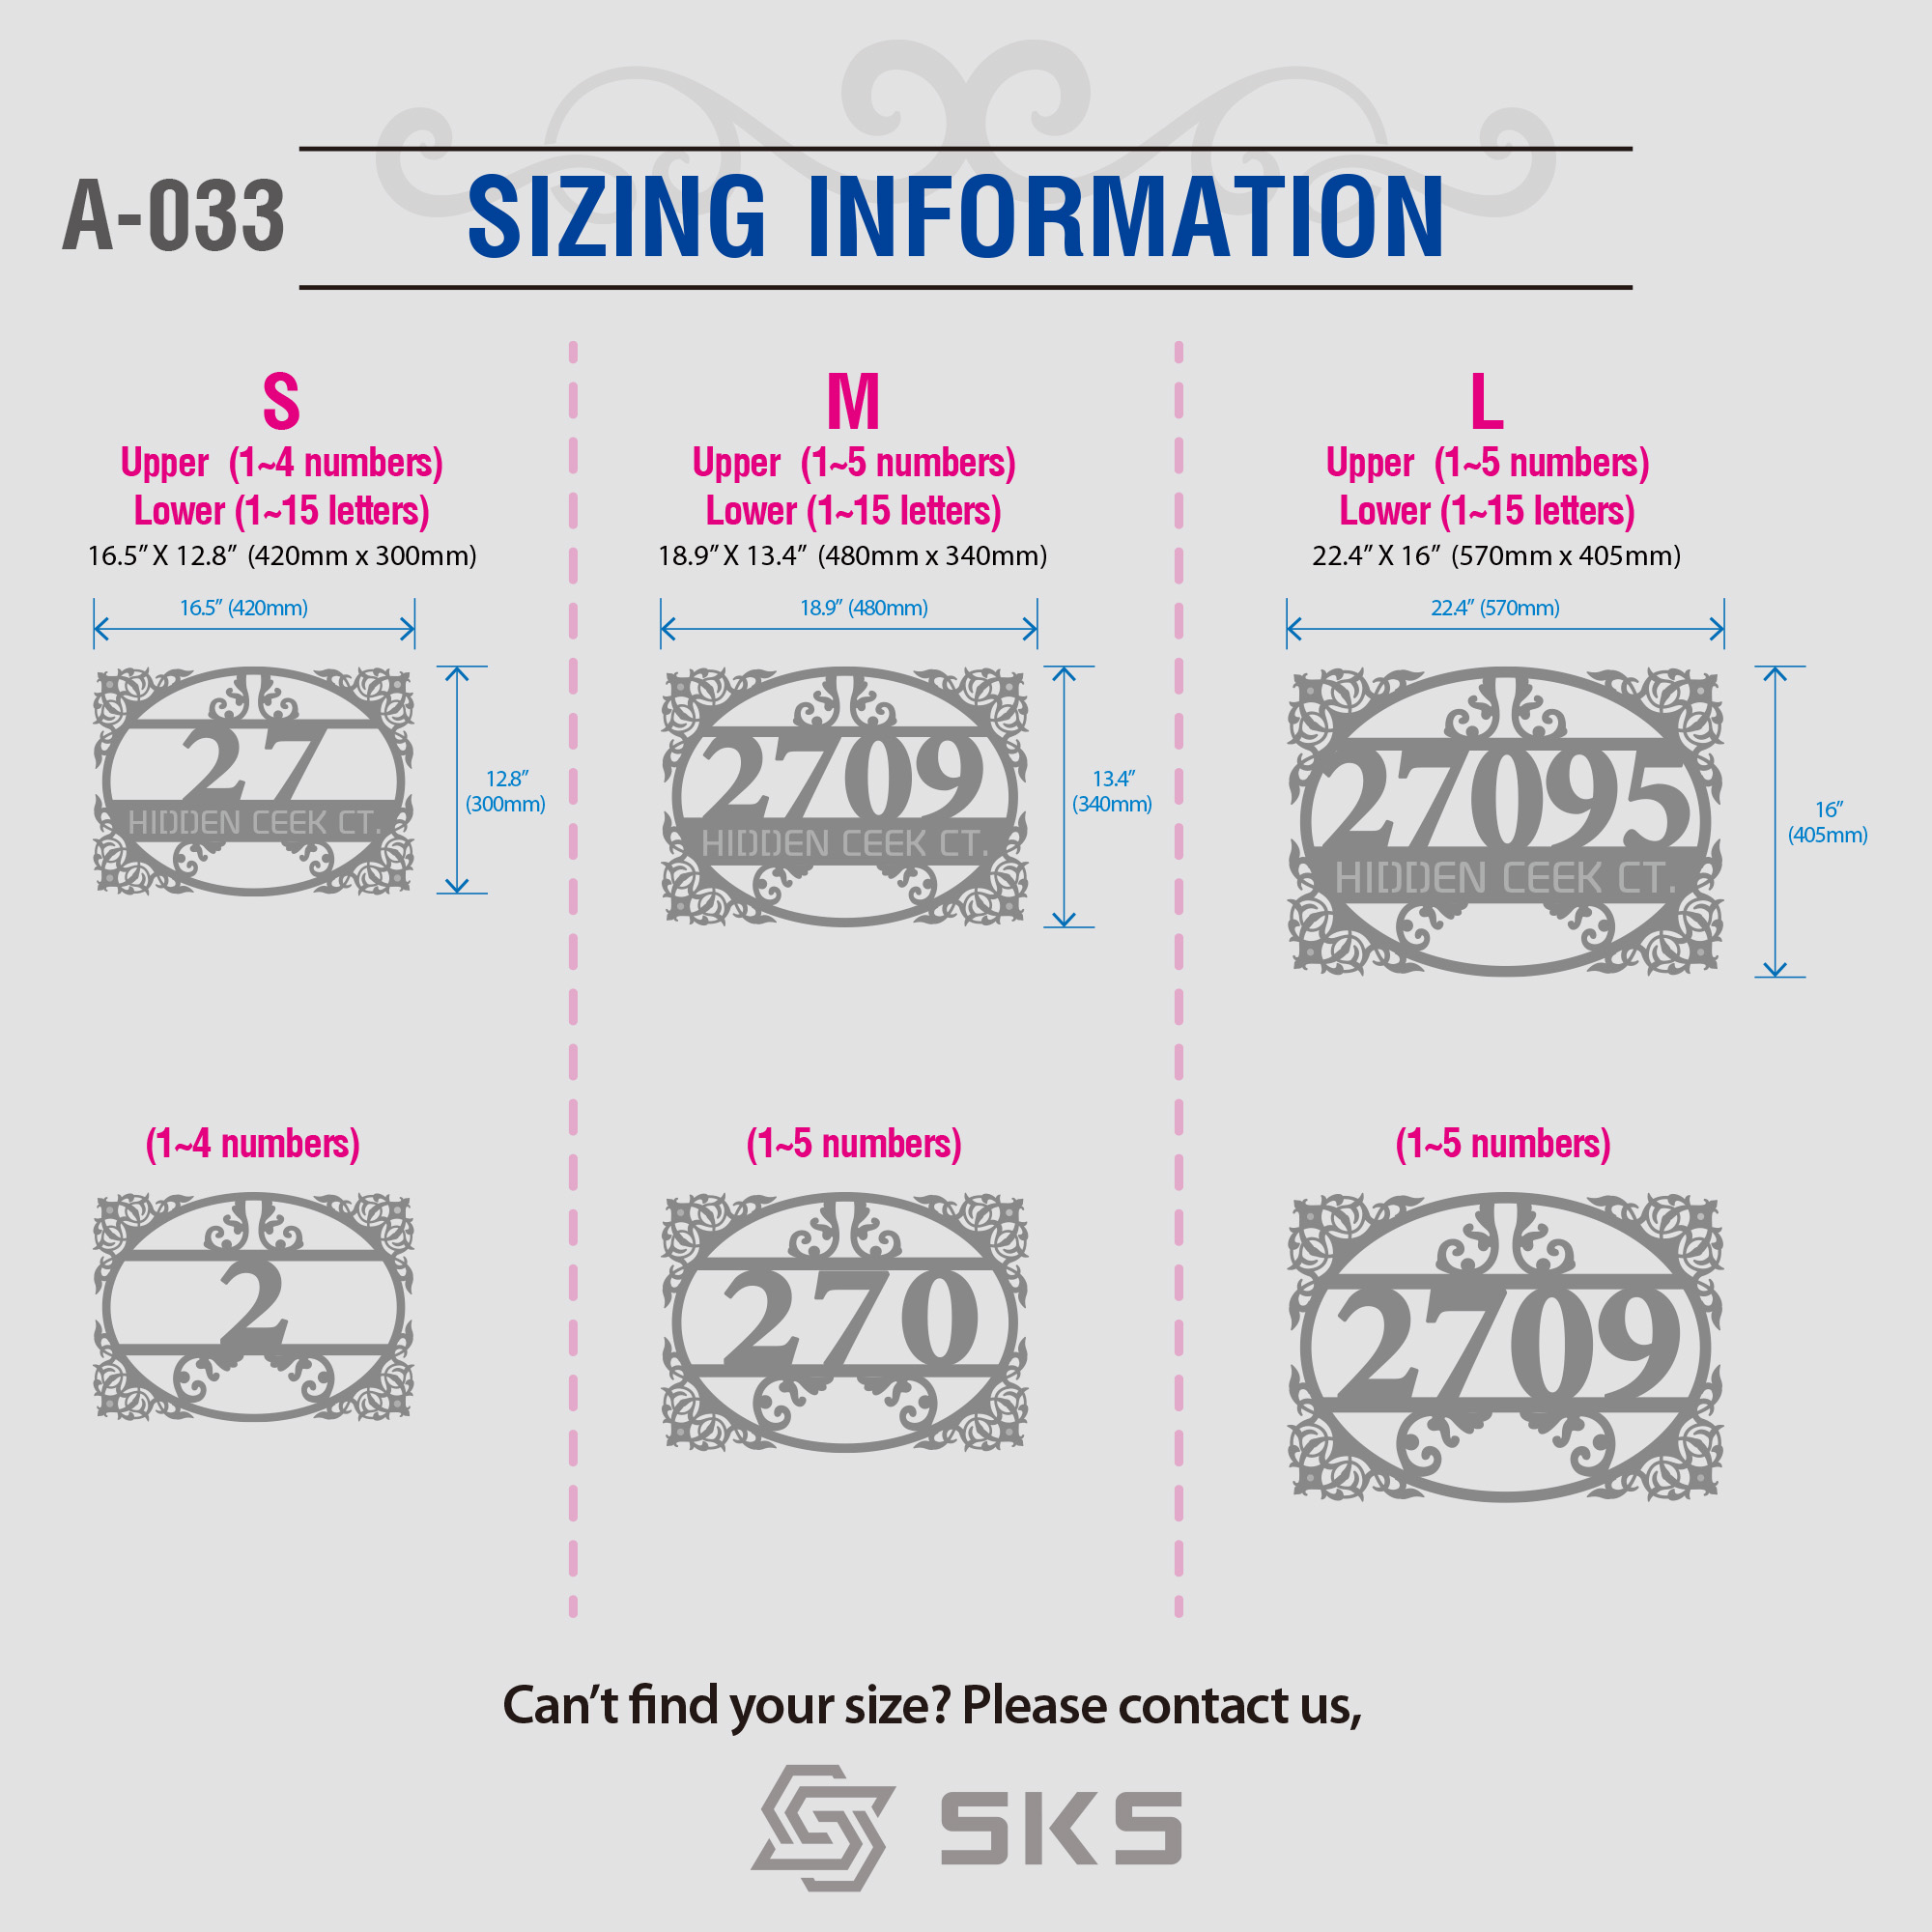 A-033
SIZING INFORMATION
S
Upper (1~4 numbers)
Lower (1~15 letters)
16.5” X 12.8” (420mm x 300mm)
16.5” (420mm)
12.8”
(300mm)
27
HIDDEN CEEK CT.
(1~4 numbers)
2
M
Upper (1~5 numbers)
Lower (1~15 letters)
18.9” X 13.4” (480mm x 340mm)
18.9” (480mm)
13.4”
(340mm)
2709
HIDDEN CEEK CT.
(1~5 numbers)
270
L
Upper (1~5 numbers)
Lower (1~15 letters)
22.4” X 16” (570mm x 405mm)
22.4” (570mm)
16”
(405mm)
27095
HIDDEN CEEK CT.
(1~5 numbers)
2709
Can’t find your size? Please contact us,
SKS